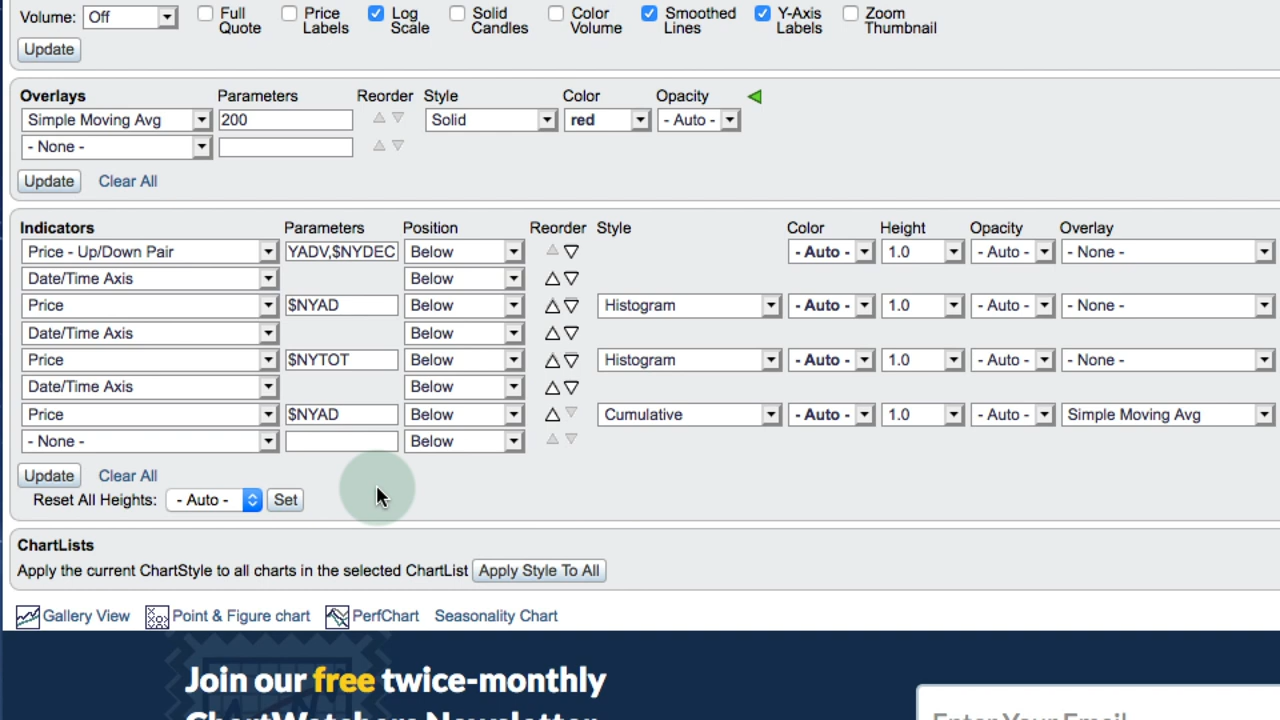 Volume: Off Full Quote Price Labels Log Scale Solid Candles Color Volume Smoothed Lines Y-Axis Labels Zoom Thumbnail
Update
Overlays Parameters Reorder Style Color Opacity
Simple Moving Avg 200 Solid red - Auto -
- None -
Update Clear All
Indicators Parameters Position Reorder Style Color Height Opacity Overlay
Price - Up/Down Pair YADV,$NYDEC Below - Auto - 1.0 - Auto - - None -
Date/Time Axis Below
Price $NYAD Below Histogram - Auto - 1.0 - Auto - - None -
Date/Time Axis Below
Price $NYTOT Below Histogram - Auto - 1.0 - Auto - - None -
Date/Time Axis Below
Price $NYAD Below Cumulative - Auto - 1.0 - Auto - Simple Moving Avg
- None - Below
Update Clear All
Reset All Heights: - Auto - Set
ChartLists
Apply the current ChartStyle to all charts in the selected ChartList Apply Style To All
Gallery View Point & Figure chart PerfChart Seasonality Chart
Join our free twice-monthly
ChartWatchers Newsletter
Enter Your Email